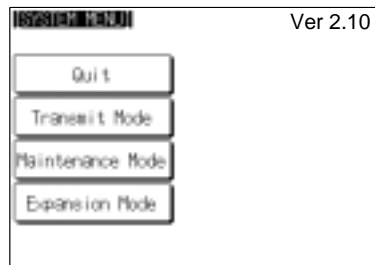 [SYSTEM MENU]
Ver 2.10
Quit
Transmit Mode
Maintenance Mode
Expansion Mode